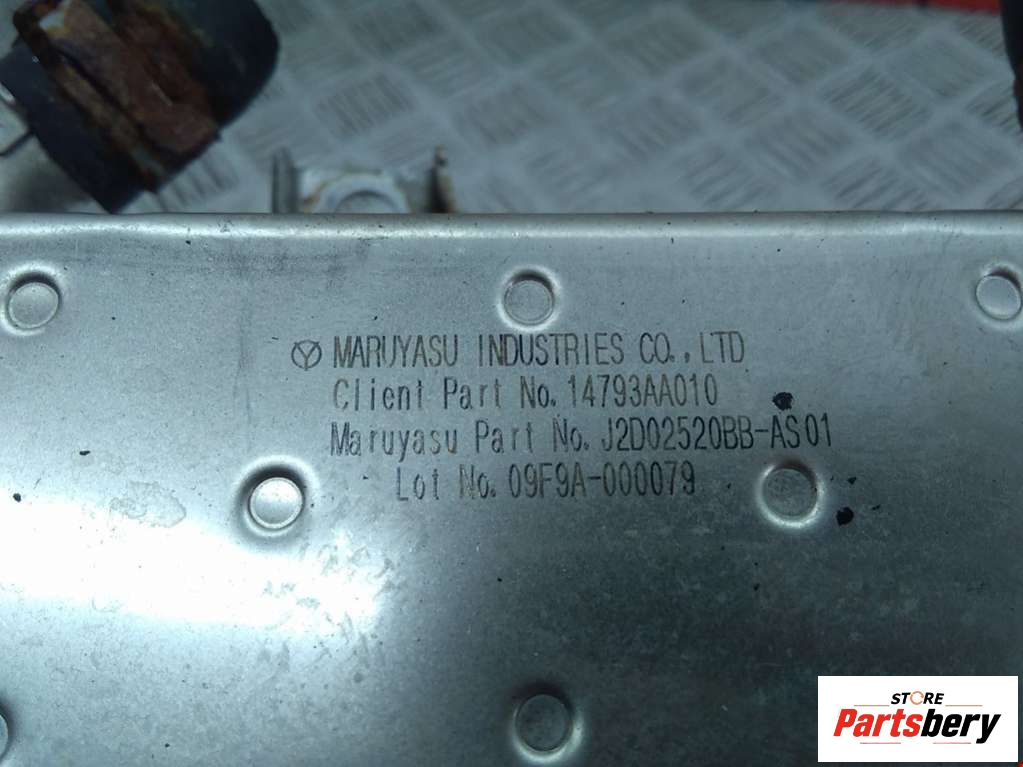 MARUYASU INDUSTRIES CO.,LTD
Client Part No.14793AA010
Maruyasu Part No.J2D02520BB-AS01
Lot No.09F9A-000079
STORE
Partsbery